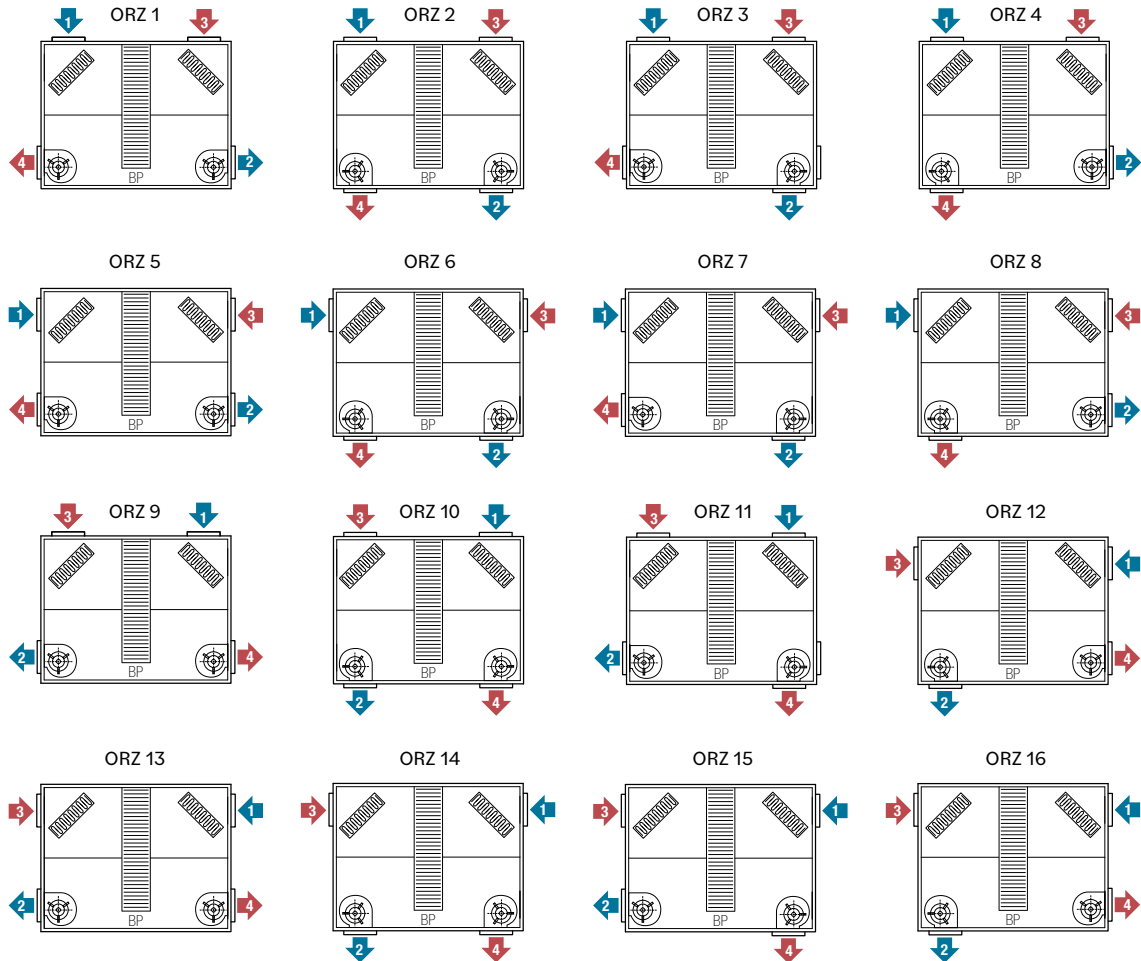 1 ORZ 1 3
4 BP 2
1 ORZ 2 3
BP
4 2
1 ORZ 3 3
4 BP
2
1 ORZ 4 3
BP 2
4
ORZ 5
1 3
4 BP 2
ORZ 6
1 3
BP
4 2
ORZ 7
1 3
4 BP
2
ORZ 8
1 3
BP 2
4
3 ORZ 9 1
2 BP 4
3 ORZ 10 1
BP
2 4
3 ORZ 11 1
2 BP
4
ORZ 12
3 1
BP 4
2
ORZ 13
3 1
2 BP 4
ORZ 14
3 1
BP
2 4
ORZ 15
3 1
2 BP
4
ORZ 16
3 1
BP 4
2